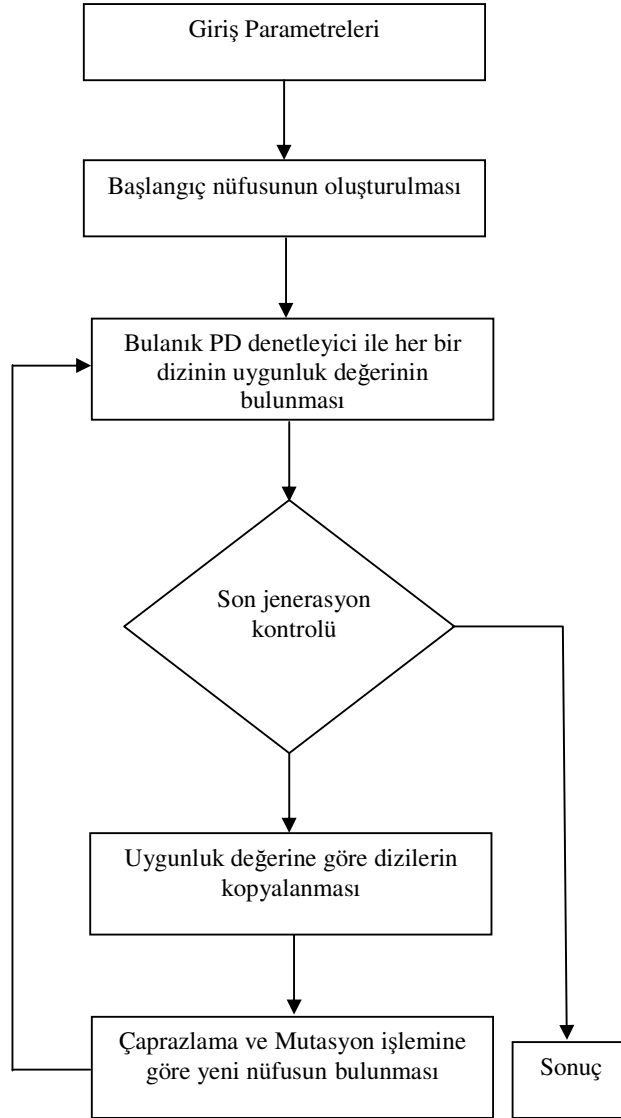 Giriş Parametreleri
Başlangıç nüfusunun oluşturulması
Bulanık PD denetleyici ile her bir
dizinin uygunluk değerinin
bulunması
Son jenerasyon
kontrolü
Uygunluk değerine göre dizilerin
kopyalanması
Çaprazlama ve Mutasyon işlemine
göre yeni nüfusun bulunması
Sonuç